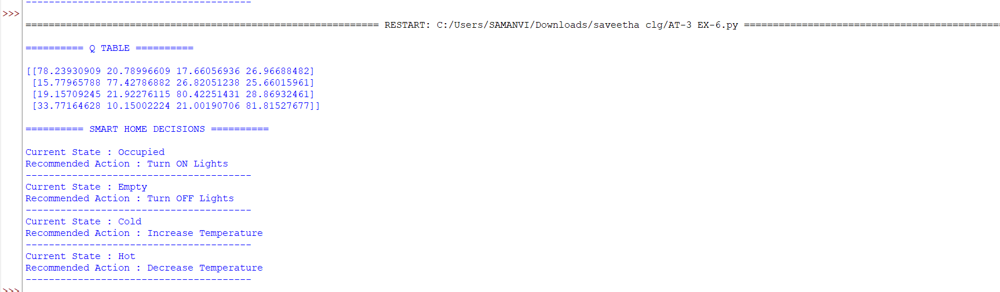 --------------------------------------
>>>
============================================================= RESTART: C:/Users/SAMANVI/Downloads/saveetha clg/AT-3 EX-6.py ============================================
========== Q TABLE ==========
[[78.23930909 20.78996609 17.66056936 26.96688482]
[15.77965788 77.42786882 26.82051238 25.66015961]
[19.15709245 21.92276115 80.42251431 28.86932461]
[33.77164628 10.15002224 21.00190706 81.81527677]]
========== SMART HOME DECISIONS ==========
Current State : Occupied
Recommended Action : Turn ON Lights
---------------------------------------
Current State : Empty
Recommended Action : Turn OFF Lights
---------------------------------------
Current State : Cold
Recommended Action : Increase Temperature
---------------------------------------
Current State : Hot
Recommended Action : Decrease Temperature
---------------------------------------
>>>